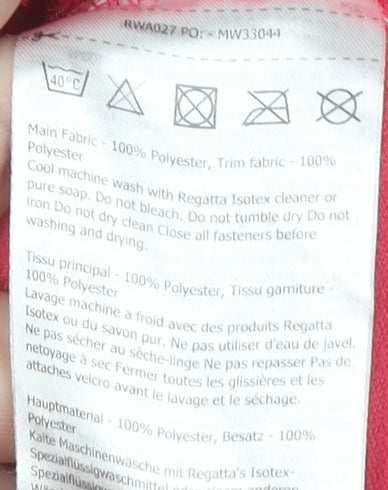 RWA027 PO: - MW33044
40°C
Main Fabric - 100% Polyester, Trim fabric - 100%
Polyester
Cool machine wash with Regatta Isotex cleaner or
pure soap. Do not bleach. Do not tumble dry Do not
iron Do not dry clean Close all fasteners before
washing and drying.
Tissu principal - 100% Polyester, Tissu garniture -
100% Polyester
Lavage machine a froid avec des produits Regatta
Isotex ou du savon pur. Ne pas utiliser d'eau de javel.
Ne pas sécher au sèche-linge Ne pas repasser Pas de
netoyage à sec Fermer toutes les glissières et les
attaches velcro avant le lavage et le séchage.
Hauptmaterial - 100% Polyester, Besatz - 100%
Polyester
Kalte Maschinenwäsche mit Regatta's Isotex-
Spezialflüssigwaschmittel